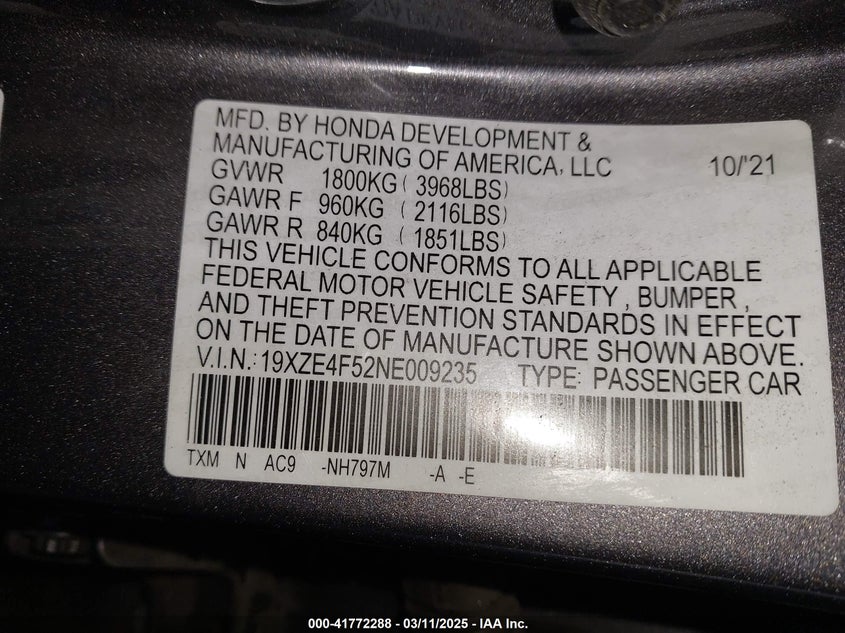 MFD. BY HONDA DEVELOPMENT &
MANUFACTURING OF AMERICA, LLC 10/'21
GVWR 1800KG ( 3968LBS)
GAWR F 960KG ( 2116LBS)
GAWR R 840KG ( 1851LBS)
THIS VEHICLE CONFORMS TO ALL APPLICABLE
FEDERAL MOTOR VEHICLE SAFETY , BUMPER ,
AND THEFT PREVENTION STANDARDS IN EFFECT
ON THE DATE OF MANUFACTURE SHOWN ABOVE.
V.I.N.:19XZE4F52NE009235 TYPE: PASSENGER CAR
TXM N AC9 -NH797M -A -E
000-41772288 - 03/11/2025 - IAA Inc.